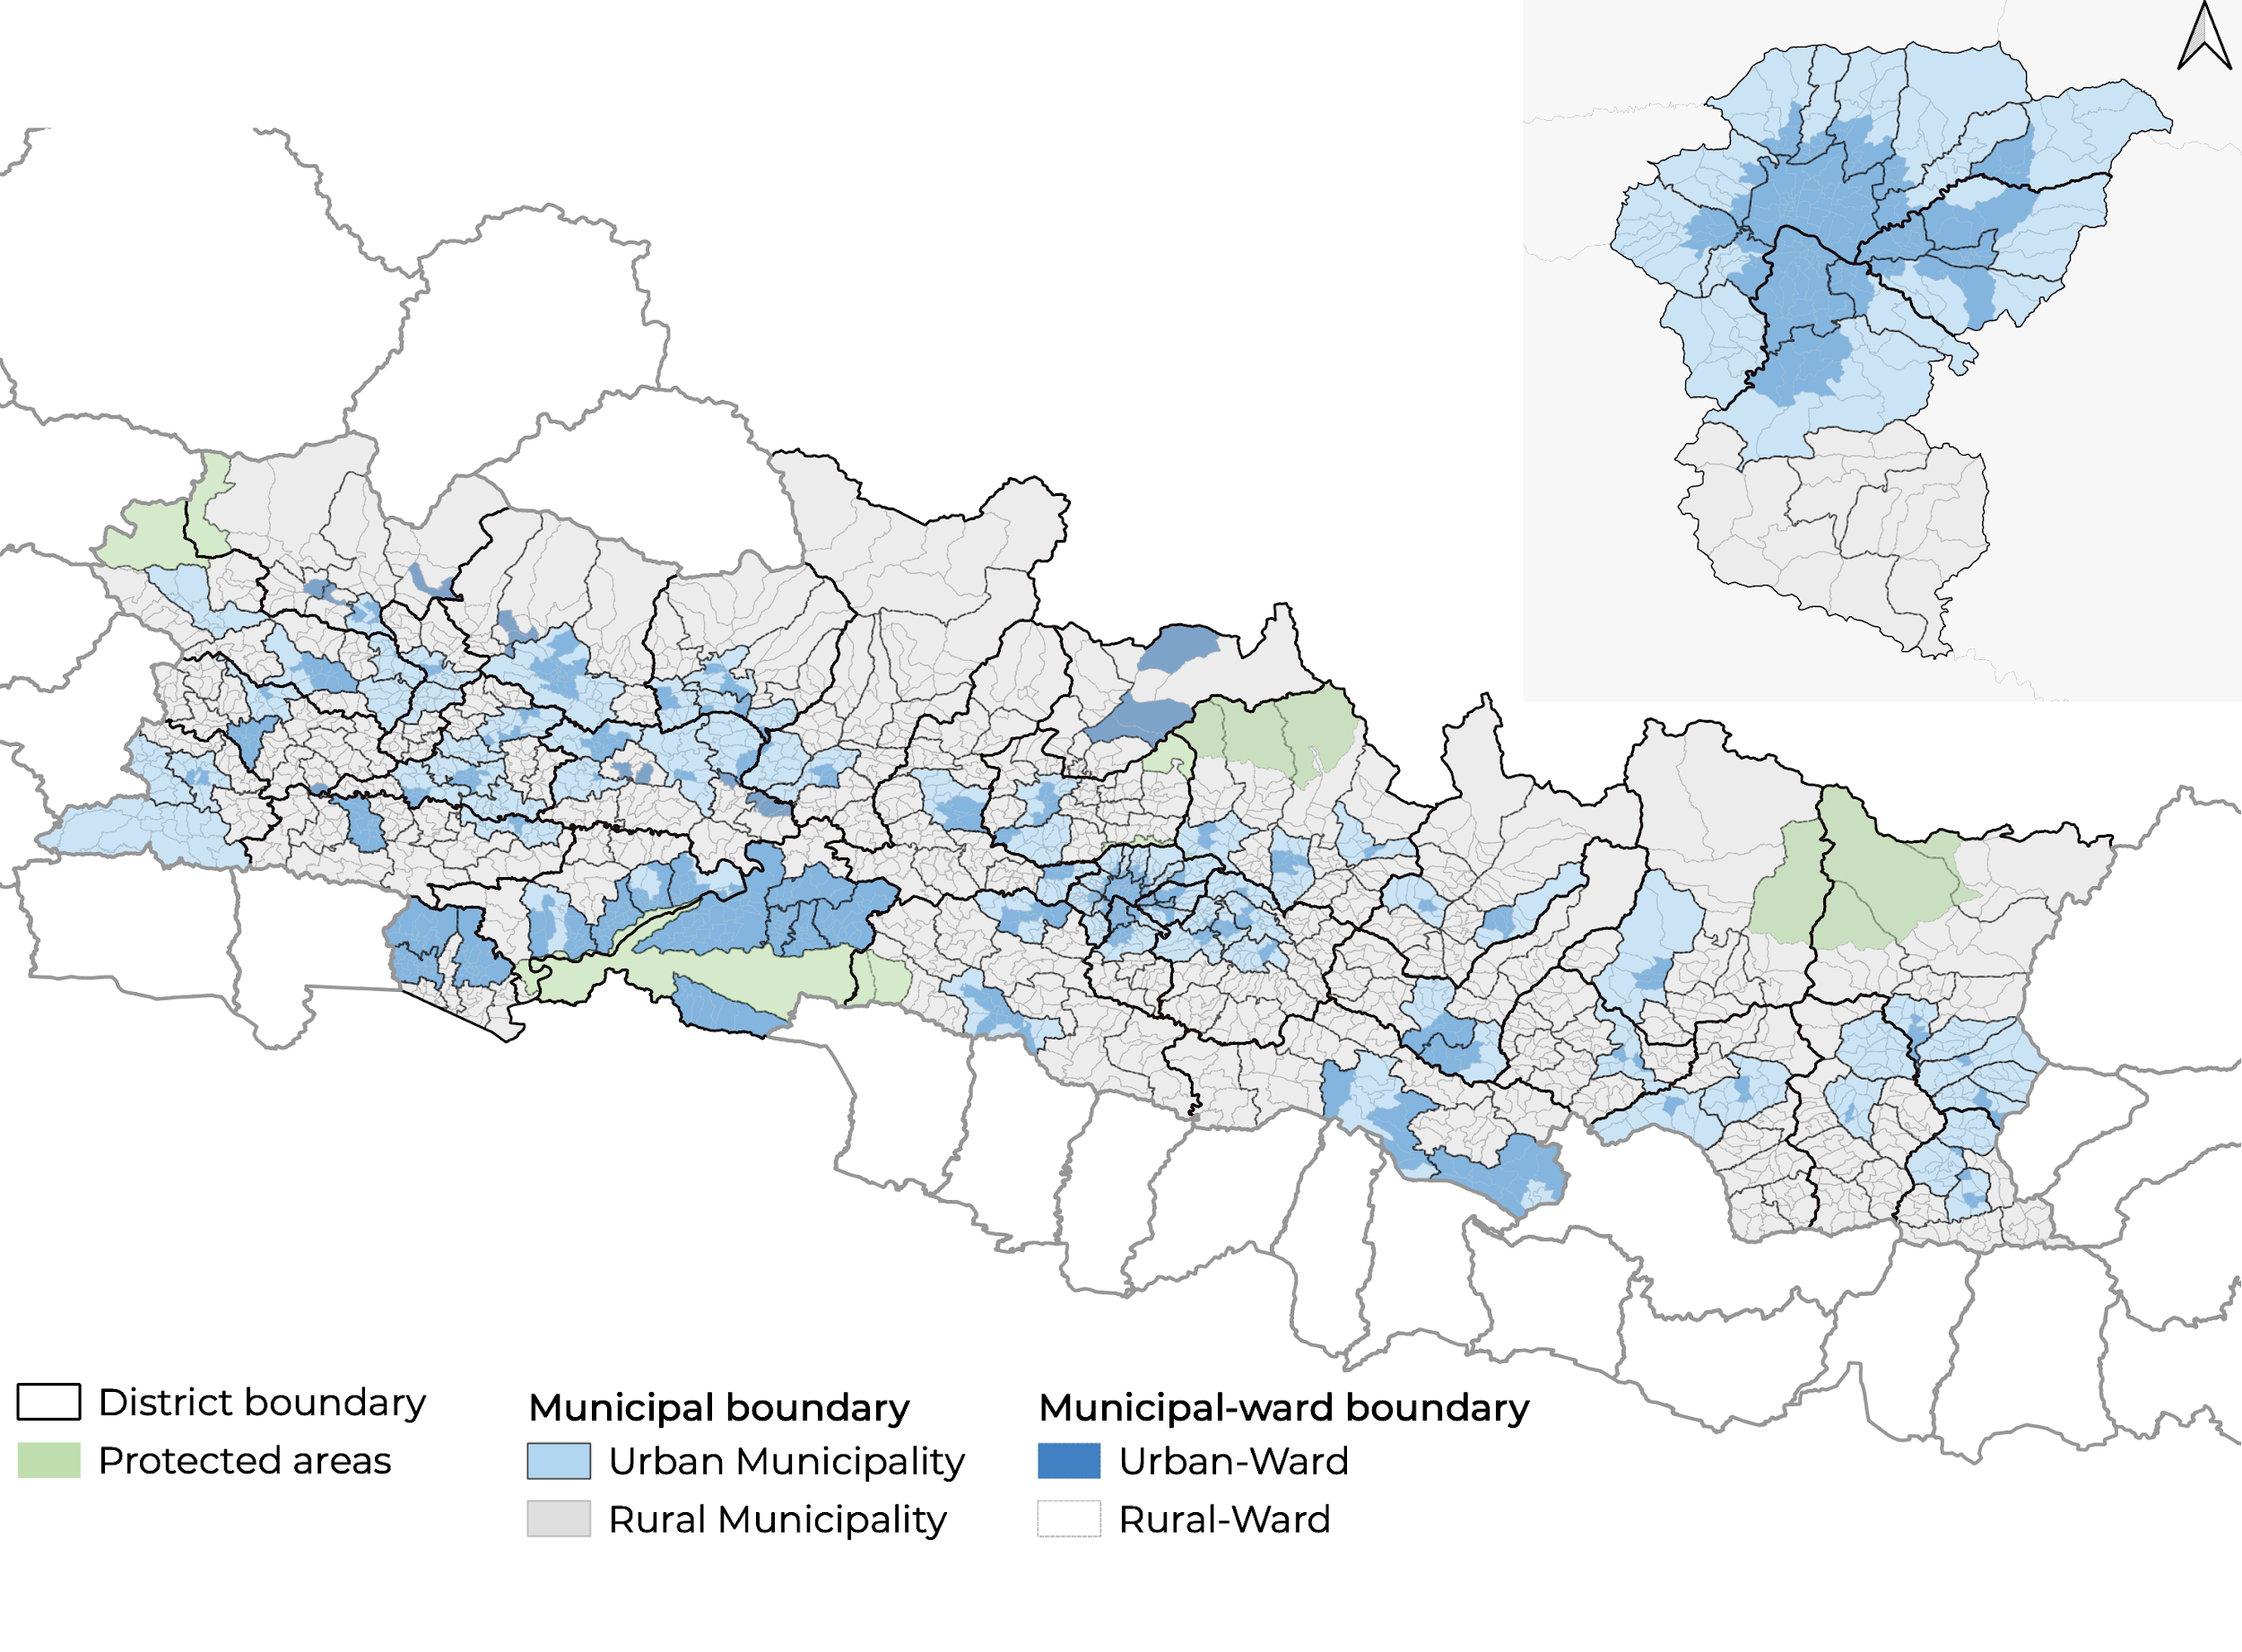 District boundary
Protected areas
Municipal boundary
Urban Municipality
Rural Municipality
Municipal-ward boundary
Urban-Ward
Rural-Ward